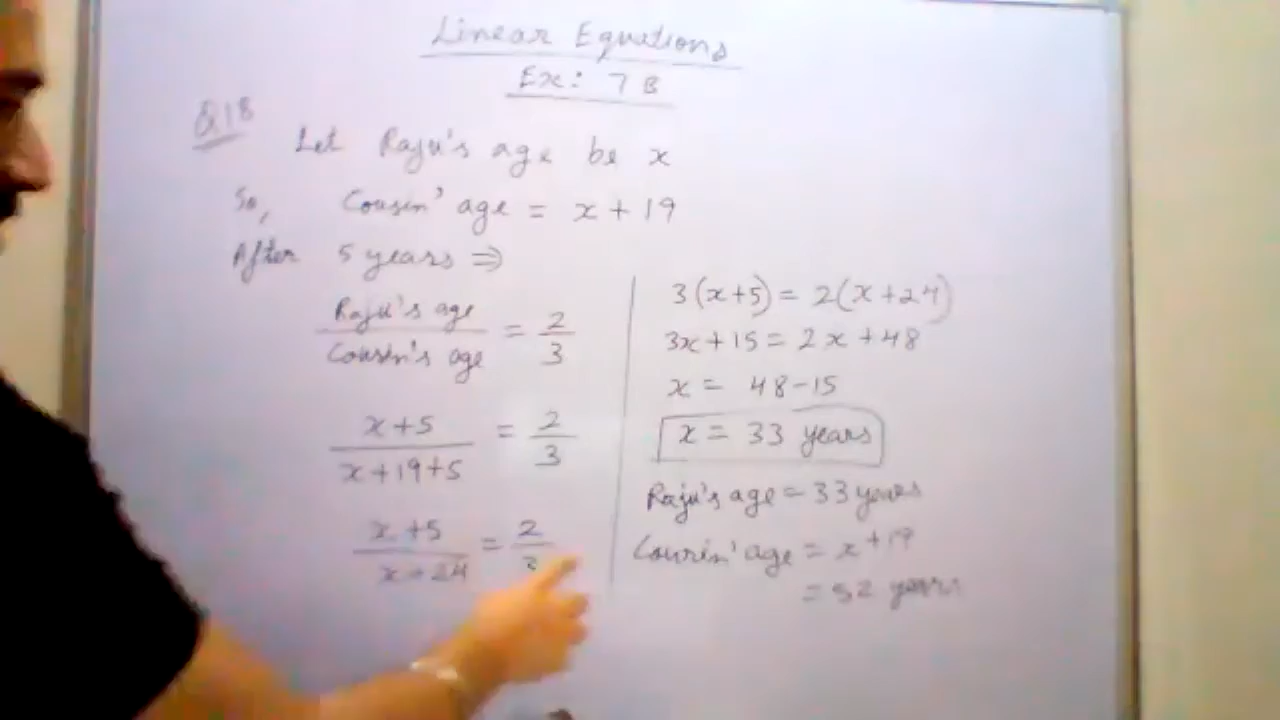 Linear Equations
Ex: 7B
Q18
Let Raju's age be x
So, Cousin' age = x + 19
After 5 years ⇒
Raju's age / Cousin's age = 2/3
x+5 / x+19+5 = 2/3
x+5 / x+24 = 2/3
3(x+5) = 2(x+24)
3x+15 = 2x+48
x = 48-15
x = 33 years
Raju's age = 33 years
Cousin' age = x+19
= 52 years